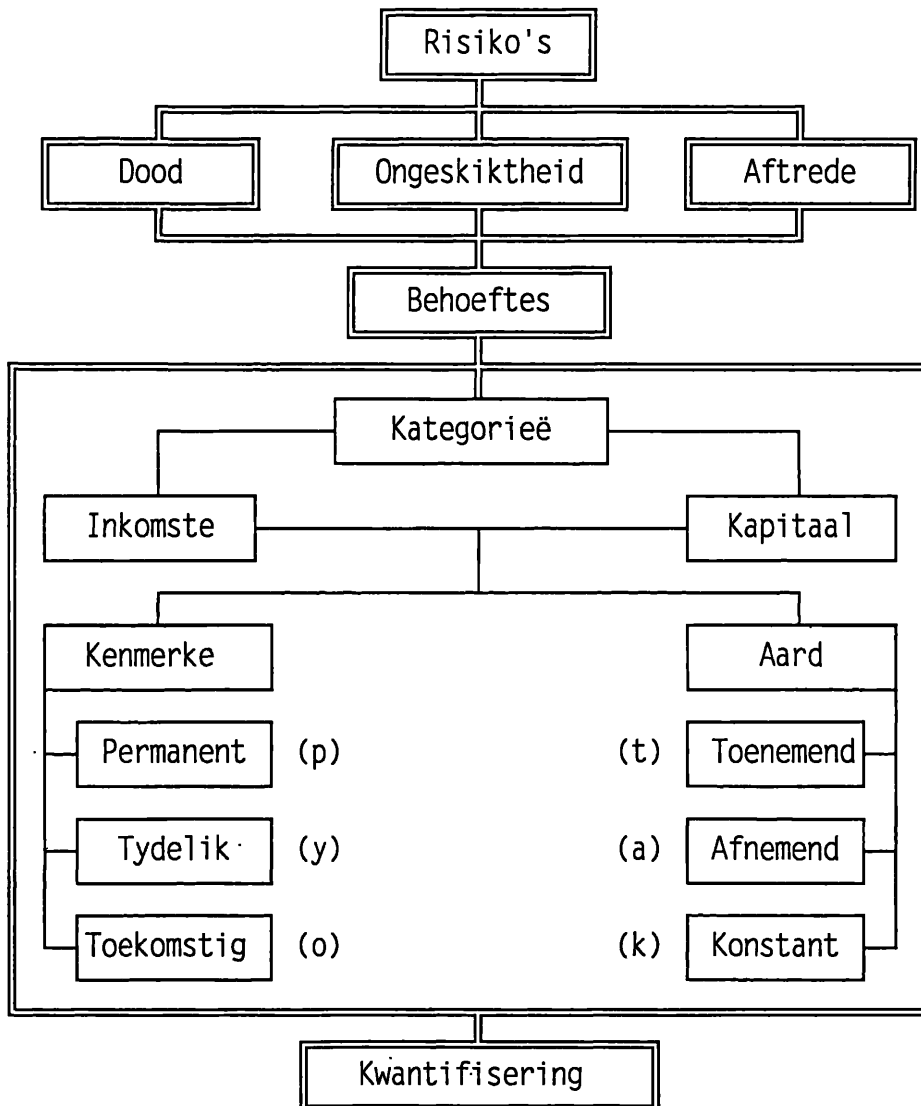 Risiko's
Dood Ongeskiktheid Aftrede
Behoeftes
Kategorieë
Inkomste Kapitaal
Kenmerke Aard
Permanent (p) (t) Toenemend
Tydelik (y) (a) Afnemend
Toekomstig (o) (k) Konstant
Kwantifisering